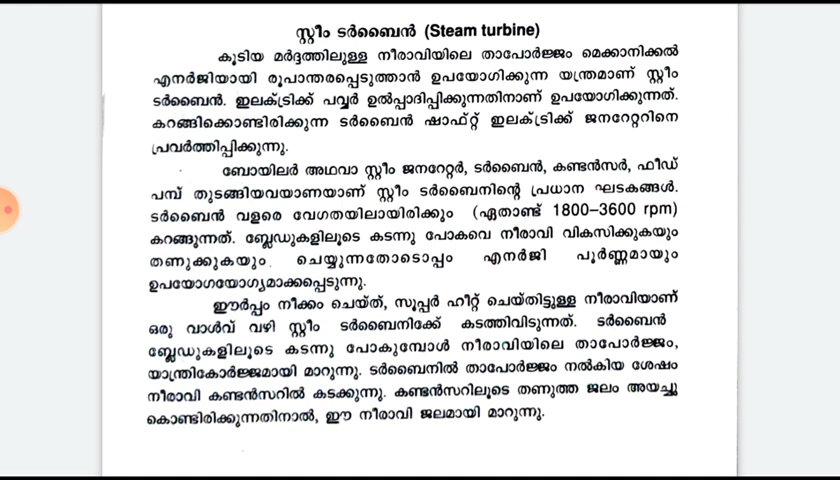 സ്റ്റീം ടർബൈൻ (Steam turbine)
കൂടിയ മർദ്ദത്തിലുള്ള നീരാവിയിലെ താപോർജ്ജം മെക്കാനിക്കൽ
എനർജിയായി രൂപാന്തരപ്പെടുത്താൻ ഉപയോഗിക്കുന്ന യന്ത്രമാണ് സ്റ്റീം
ടർബൈൻ. ഇലക്ട്രിക്ക് പവ്വർ ഉൽപ്പാദിപ്പിക്കുന്നതിനാണ് ഉപയോഗിക്കുന്നത്.
കറങ്ങിക്കൊണ്ടിരിക്കുന്ന ടർബൈൻ ഷാഫ്റ്റ് ഇലക്ട്രിക്ക് ജനറേറ്ററിനെ
പ്രവർത്തിപ്പിക്കുന്നു.
ബോയിലർ അഥവാ സ്റ്റീം ജനറേറ്റർ, ടർബൈൻ, കണ്ടൻസർ, ഫീഡ്
പമ്പ് തുടങ്ങിയവയാണയാണ് സ്റ്റീം ടർബൈനിന്റെ പ്രധാന ഘടകങ്ങൾ.
ടർബൈൻ വളരെ വേഗതയിലായിരിക്കും (ഏതാണ്ട് 1800–3600 rpm)
കറങ്ങുന്നത്. ബ്ലേഡുകളിലൂടെ കടന്നു പോകവെ നീരാവി വികസിക്കുകയും
തണുക്കുകയും ചെയ്യുന്നതോടൊപ്പം എനർജി പൂർണ്ണമായും
ഉപയോഗയോഗ്യമാക്കപ്പെടുന്നു.
ഈർപ്പം നീക്കം ചെയ്ത്, സൂപ്പർ ഹീറ്റ് ചെയ്തിട്ടുള്ള നീരാവിയാണ്
ഒരു വാൾവ് വഴി സ്റ്റീം ടർബൈനിക്ക് കടത്തിവിടുന്നത്. ടർബൈൻ
ബ്ലേഡുകളിലൂടെ കടന്നു പോകുമ്പോൾ നീരാവിയിലെ താപോർജ്ജം,
യാന്ത്രികോർജ്ജമായി മാറുന്നു. ടർബൈനിൽ താപോർജ്ജം നൽകിയ ശേഷം
നീരാവി കണ്ടൻസറിൽ കടക്കുന്നു. കണ്ടൻസറിലൂടെ തണുത്ത ജലം അയച്ചു
കൊണ്ടിരിക്കുന്നതിനാൽ, ഈ നീരാവി ജലമായി മാറുന്നു.